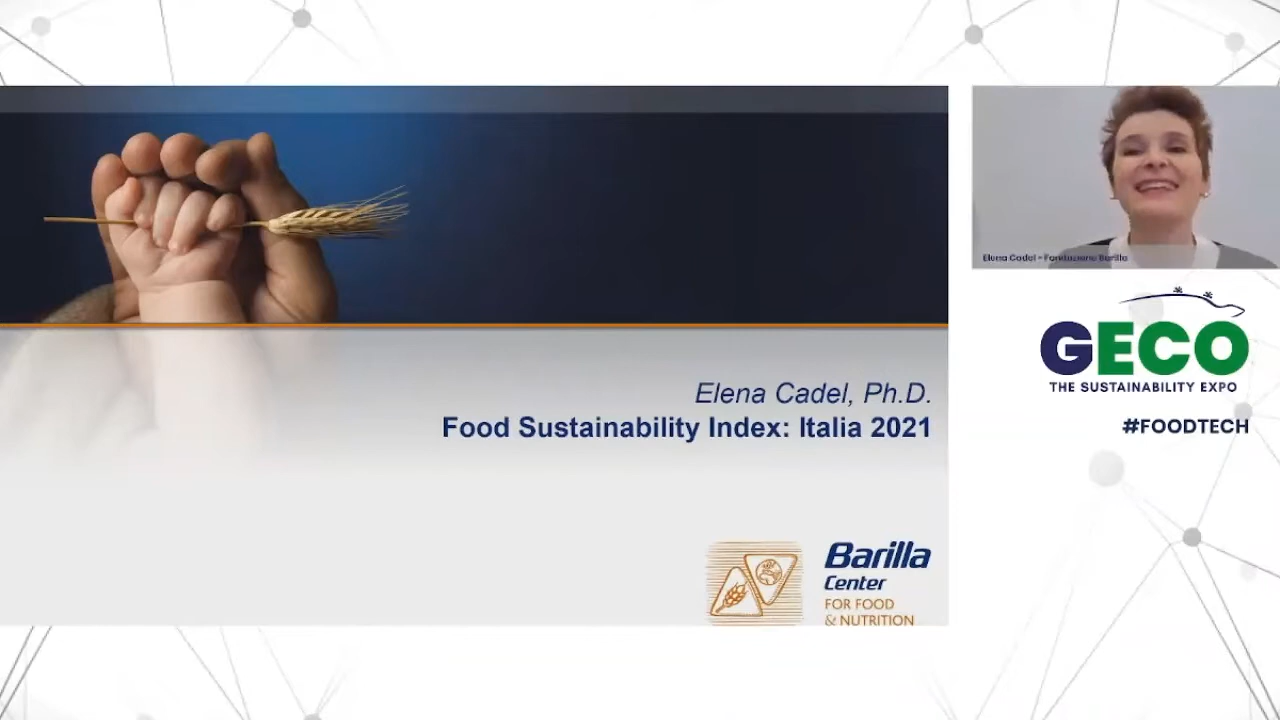 Elena Cadel, Ph.D.
Food Sustainability Index: Italia 2021
Barilla
Center
FOR FOOD
& NUTRITION
Elena Cadel - Fondazione Barilla
GECO
THE SUSTAINABILITY EXPO
#FOODTECH